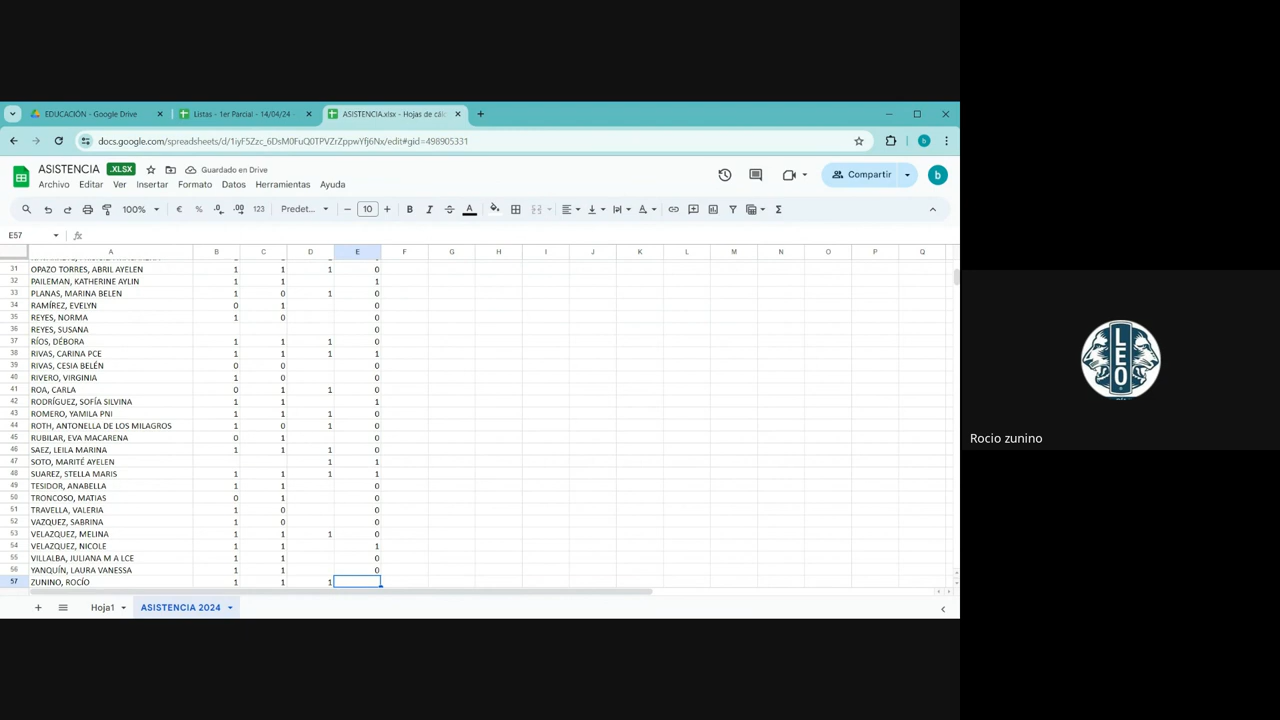 EDUCACIÓN - Google Drive
Listas - 1er Parcial - 14/04/24 -
ASISTENCIA.xlsx - Hojas de cálc
docs.google.com/spreadsheets/d/1iyF5Zzc_6DsM0FuQ0TPVZrZppwYfj6Nx/edit#gid=498905331
b
ASISTENCIA .XLSX Guardado en Drive
Archivo Editar Ver Insertar Formato Datos Herramientas Ayuda
Compartir b
100% € % .0 .00 123 Predet... − 10 + B I S A Σ
E57 fx
A B C D E F G H I J K L M N O P Q
31 OPAZO TORRES, ABRIL AYELEN 1 1 1 0
32 PAILEMAN, KATHERINE AYLIN 1 1 1
33 PLANAS, MARINA BELEN 1 0 1 0
34 RAMÍREZ, EVELYN 0 1 0
35 REYES, NORMA 1 0 0
36 REYES, SUSANA 0
37 RÍOS, DÉBORA 1 1 1 0
38 RIVAS, CARINA PCE 1 1 1 1
39 RIVAS, CESIA BELÉN 0 0 0
40 RIVERO, VIRGINIA 1 0 0
41 ROA, CARLA 0 1 1 0
42 RODRÍGUEZ, SOFÍA SILVINA 1 1 1
43 ROMERO, YAMILA PNI 1 1 1 0
44 ROTH, ANTONELLA DE LOS MILAGROS 1 0 1 0
45 RUBILAR, EVA MACARENA 0 1 0
46 SAEZ, LEILA MARINA 1 1 1 0
47 SOTO, MARITÉ AYELEN 1 1
48 SUAREZ, STELLA MARIS 1 1 1 1
49 TESIDOR, ANABELLA 1 1 0
50 TRONCOSO, MATIAS 0 1 0
51 TRAVELLA, VALERIA 1 0 0
52 VAZQUEZ, SABRINA 1 0 0
53 VELAZQUEZ, MELINA 1 1 1 0
54 VELAZQUEZ, NICOLE 1 1 1
55 VILLALBA, JULIANA M A LCE 1 1 0
56 YANQUÍN, LAURA VANESSA 1 1 0
57 ZUNINO, ROCÍO 1 1 1
Hoja1 ASISTENCIA 2024
LEO
Rocio zunino